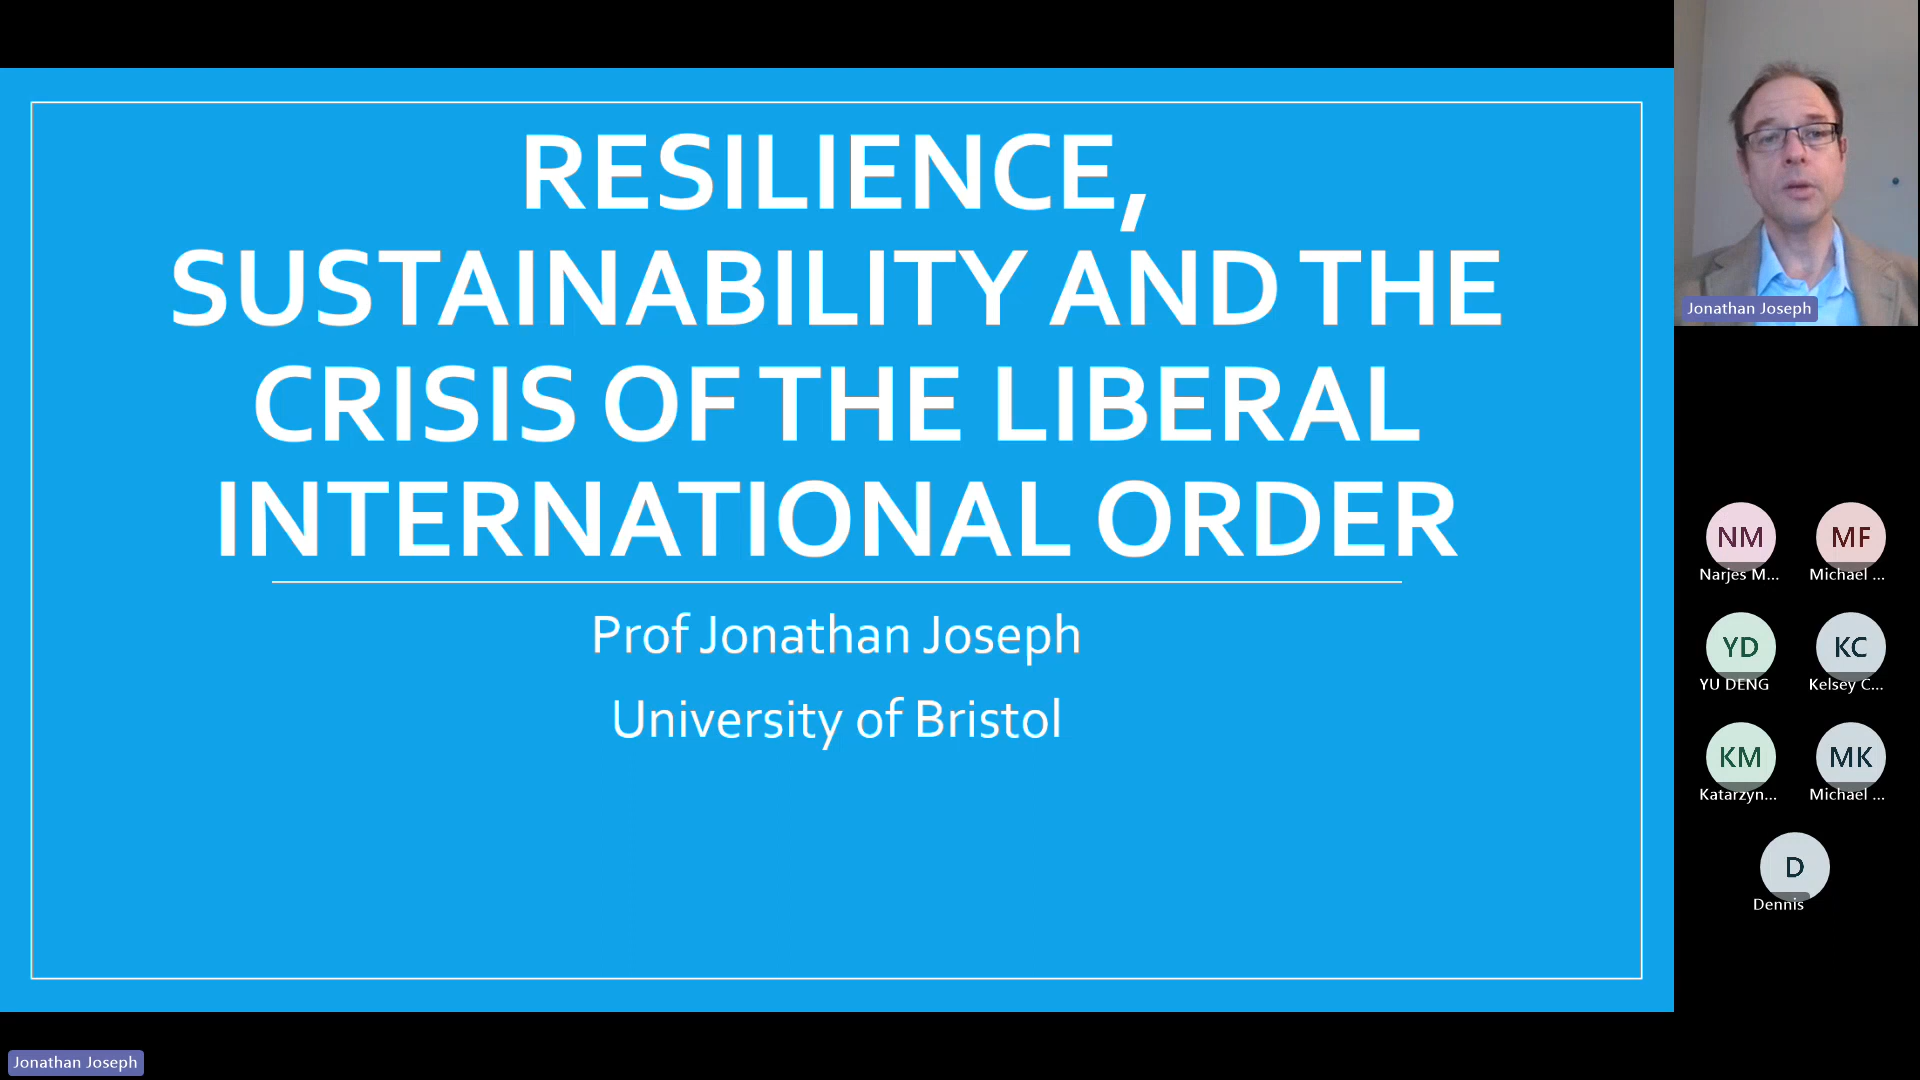 RESILIENCE,
SUSTAINABILITY AND THE
CRISIS OF THE LIBERAL
INTERNATIONAL ORDER
Prof Jonathan Joseph
University of Bristol
Jonathan Joseph
NM
MF
Narjes M...
Michael ...
YD
KC
YU DENG
Kelsey C...
KM
MK
Katarzyn...
Michael ...
D
Dennis
Jonathan Joseph